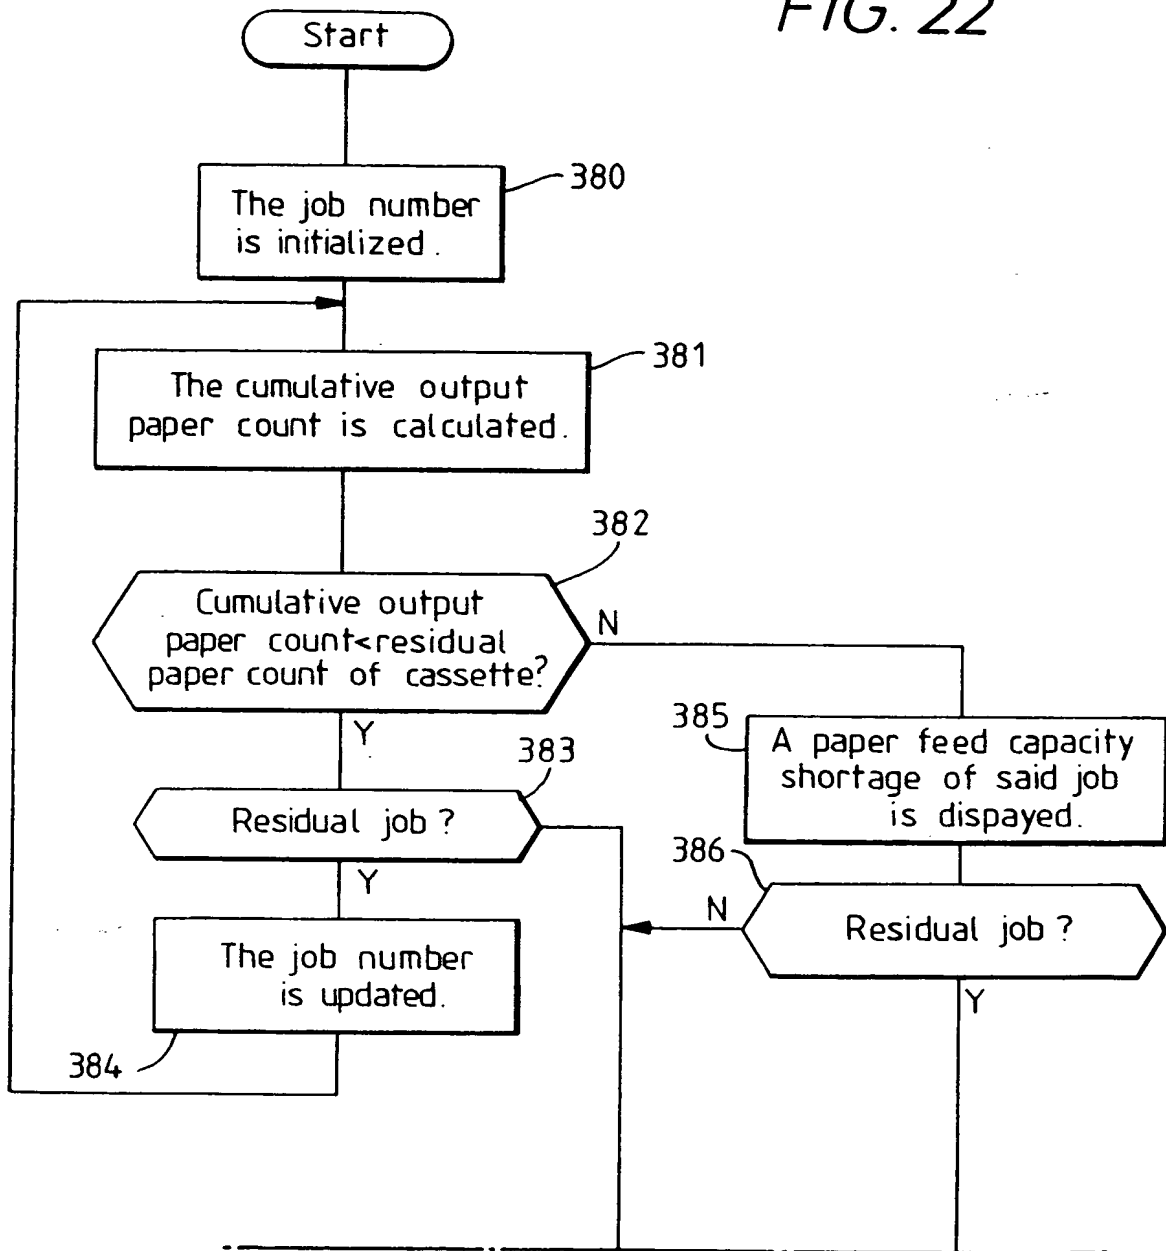 FIG. 22
Start
380
The job number
is initialized.
381
The cumulative output
paper count is calculated.
382
Cumulative output
paper count<residual
paper count of cassette?
N
Y
383
Residual job?
Y
The job number
is updated.
384
385
A paper feed capacity
shortage of said job
is dispayed.
386
N
Residual job?
Y